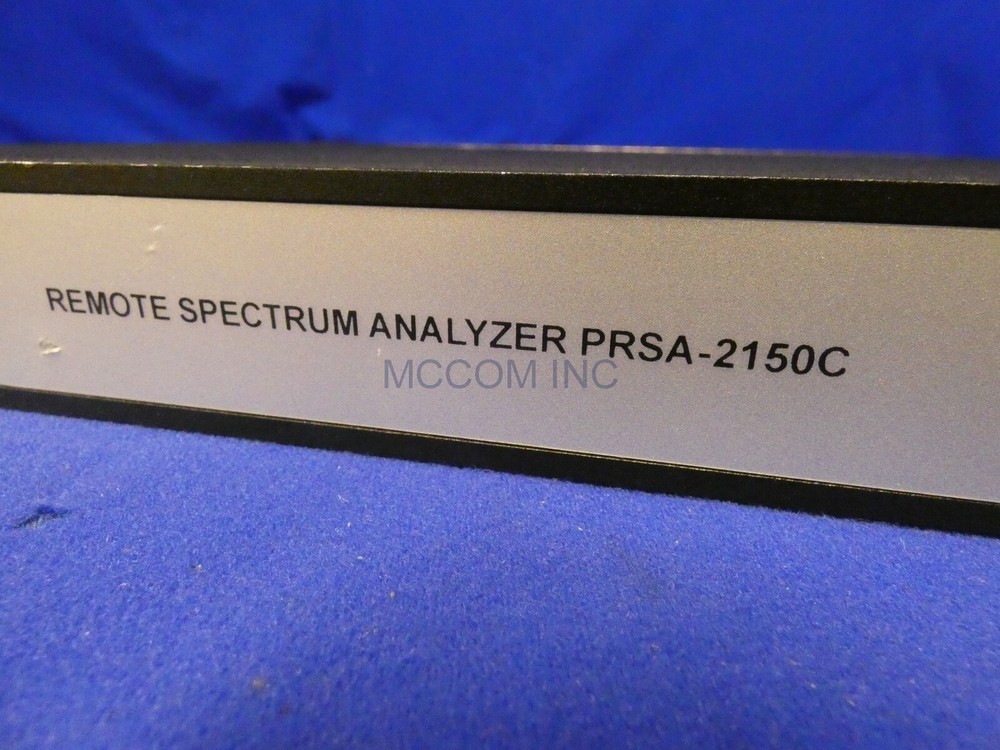 REMOTE SPECTRUM ANALYZER PRSA-2150C
MCCOM INC